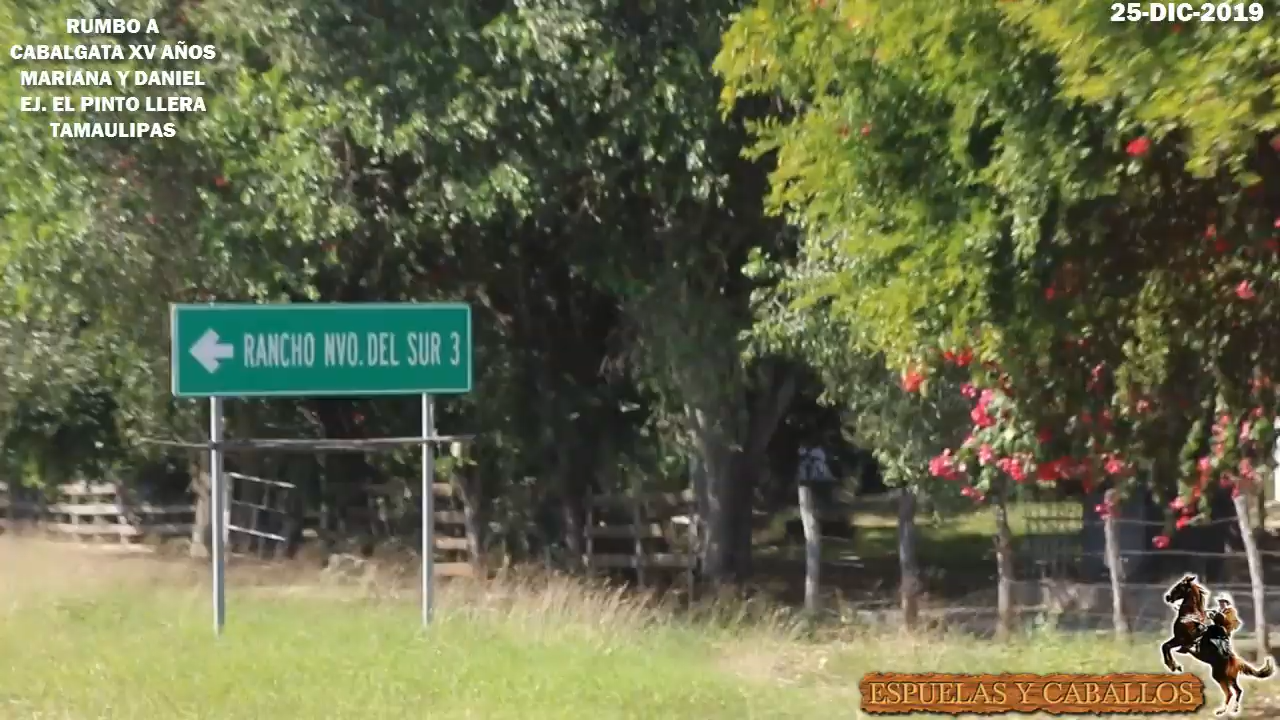 RUMBO A
CABALGATA XV AÑOS
MARIANA Y DANIEL
EJ. EL PINTO LLERA
TAMAULIPAS
25-DIC-2019
RANCHO NVO. DEL SUR 3
ESPUELAS Y CABALLOS